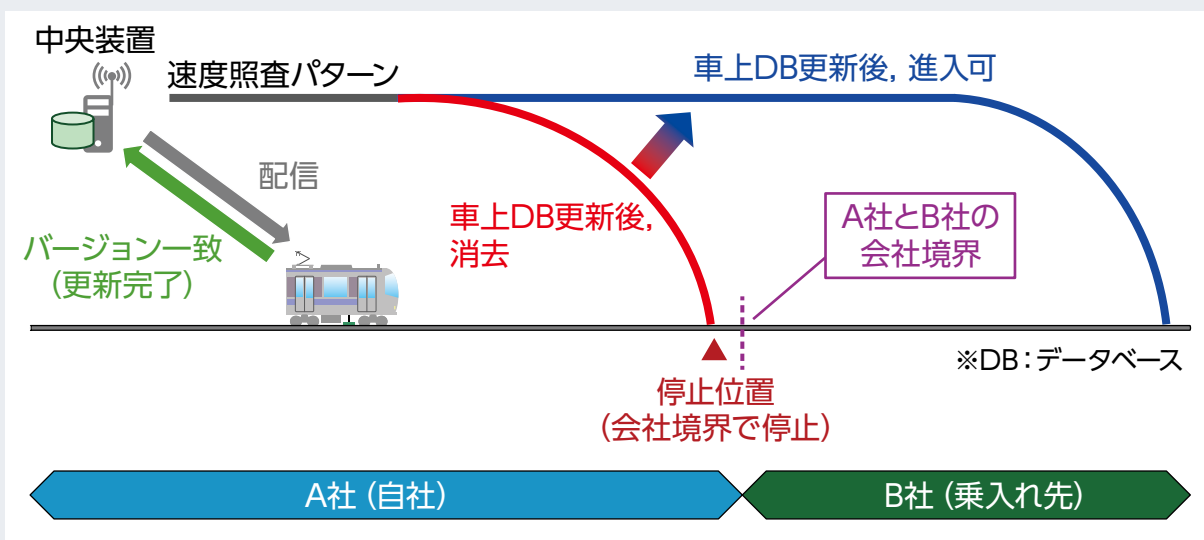 中央装置
速度照査パターン
車上DB更新後, 進入可
配信
車上DB更新後,
消去
A社とB社の
会社境界
バージョン一致
(更新完了)
※DB:データベース
停止位置
(会社境界で停止)
A社 (自社)
B社 (乗入れ先)